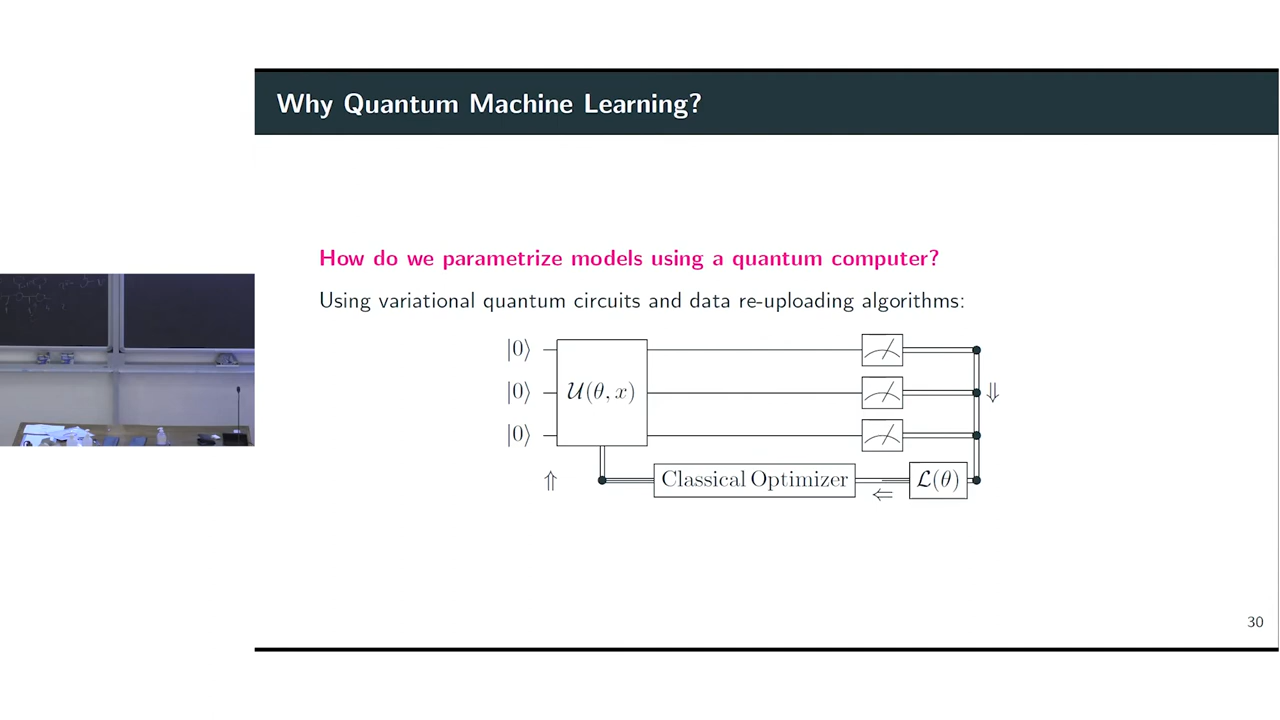 Why Quantum Machine Learning?
How do we parametrize models using a quantum computer?
Using variational quantum circuits and data re-uploading algorithms:
|0⟩
|0⟩
𝒰(θ, x)
|0⟩
⇓
⇑
Classical Optimizer
⇐
ℒ(θ)
30